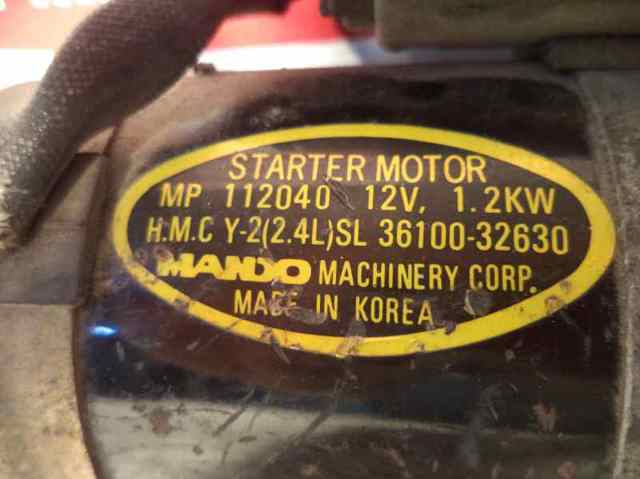 STARTER MOTOR
MP 112040 12V, 1.2KW
H.M.C Y-2(2.4L)SL 36100-32630
MANDO MACHINERY CORP.
MADE IN KOREA